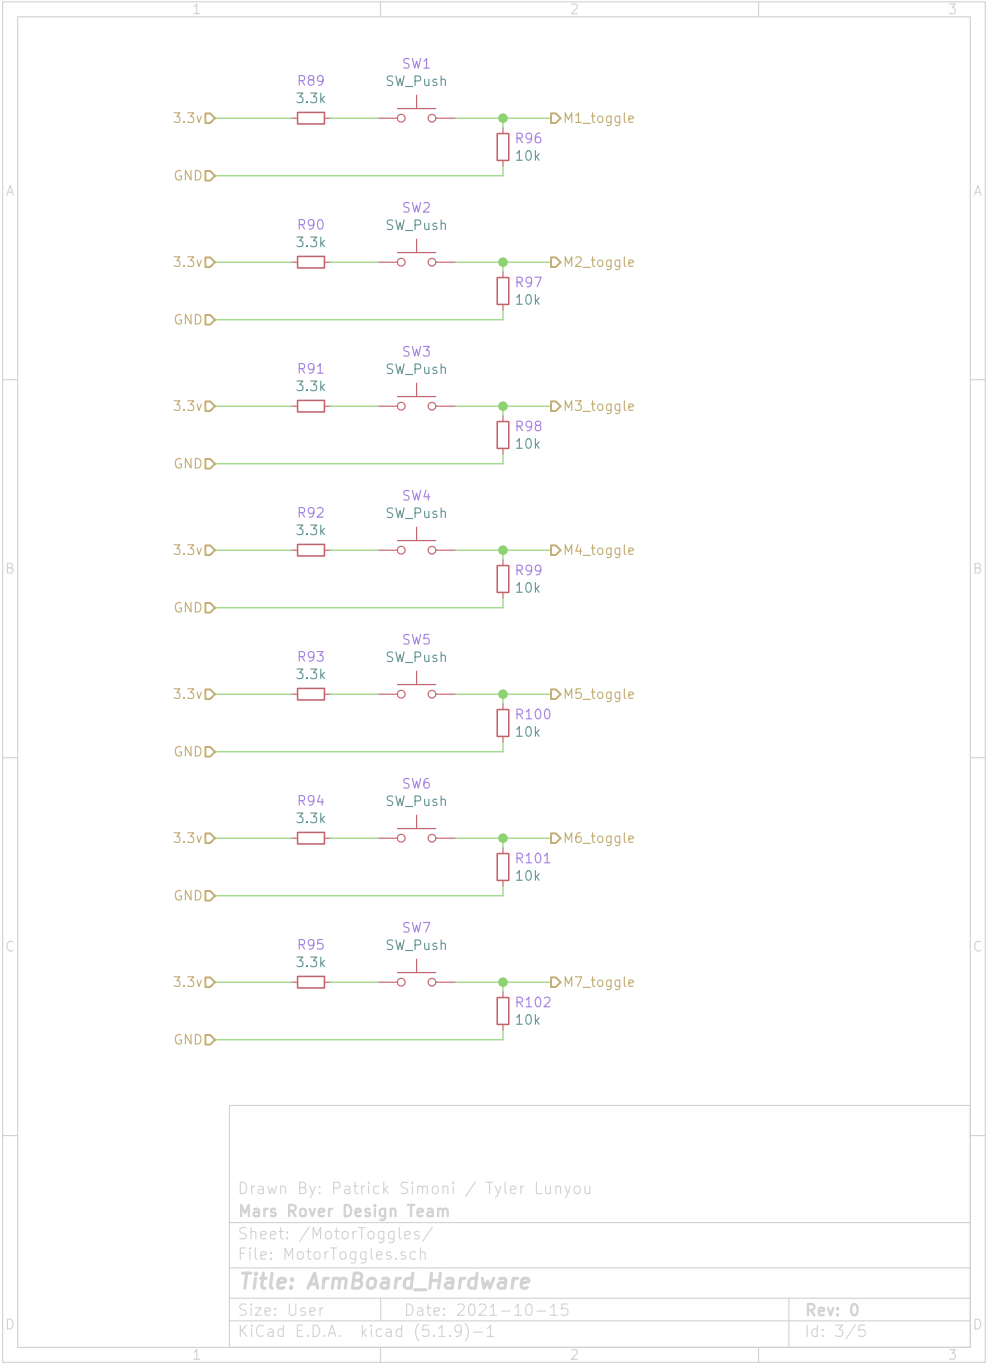 1 2 3
SW1
R89 SW_Push
3.3k
3.3v M1_toggle
R96
10k
GND
A A
SW2
R90 SW_Push
3.3k
3.3v M2_toggle
R97
10k
GND
SW3
R91 SW_Push
3.3k
3.3v M3_toggle
R98
10k
GND
SW4
R92 SW_Push
3.3k
3.3v M4_toggle
B B
R99
10k
GND
SW5
R93 SW_Push
3.3k
3.3v M5_toggle
R100
10k
GND
SW6
R94 SW_Push
3.3k
3.3v M6_toggle
R101
10k
GND
SW7
R95 SW_Push
C C
3.3k
3.3v M7_toggle
R102
10k
GND
Drawn By: Patrick Simoni / Tyler Lunyou
Mars Rover Design Team
Sheet: /MotorToggles/
File: MotorToggles.sch
Title: ArmBoard_Hardware
Size: User Date: 2021-10-15 Rev: 0
D D
KiCad E.D.A. kicad (5.1.9)-1 Id: 3/5
1 2 3